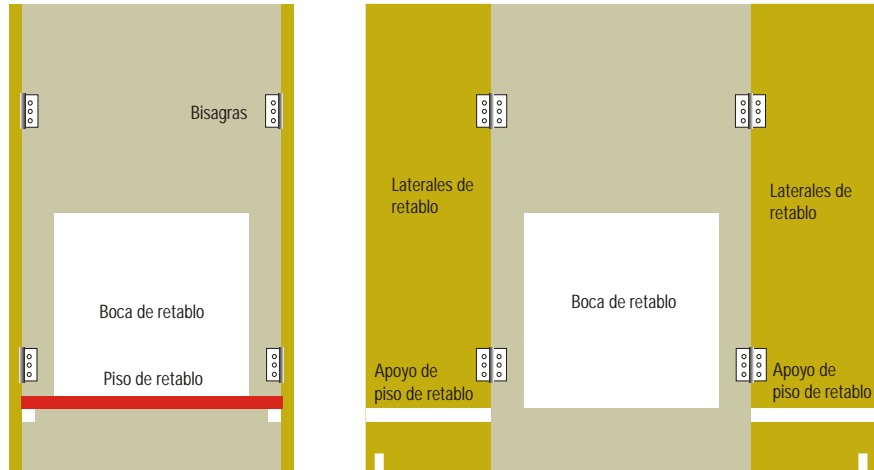 Bisagras
Boca de retablo
Piso de retablo
Laterales de
retablo
Boca de retablo
Apoyo de
piso de retablo
Laterales de
retablo
Apoyo de
piso de retablo